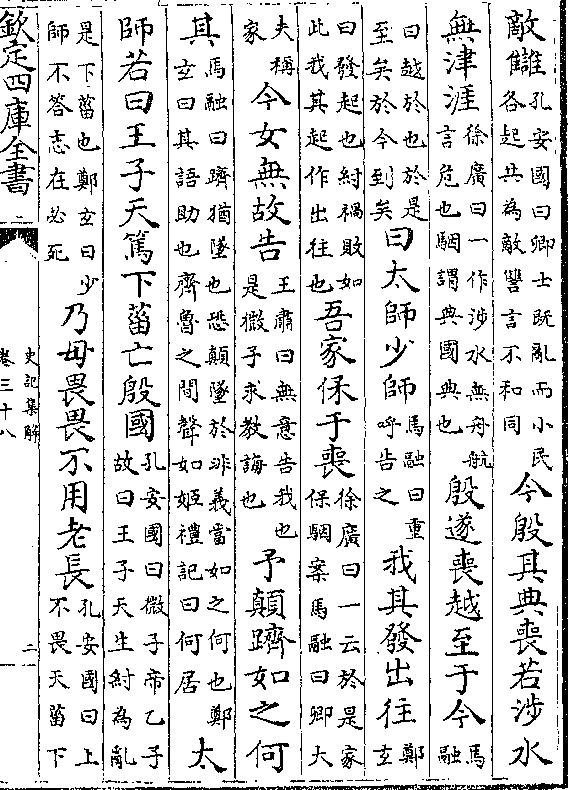 敵讎孔安國曰卿士既亂而小民各起共為敵讐言不和同今殷其典喪若涉水
無津涯徐廣曰一作涉水無舟航言危也駰謂典國典也殷遂喪越至于今馬融
曰越於也於是至矣於今到矣曰太師少師馬融曰重呼告之我其發出往鄭玄
曰發起也紂禍敗如此我其起作出往也吾家保于喪徐廣曰一云於是家保駰案馬融曰卿大
夫稱家今女無故告王肅曰無意告我也是微子求教誨也予顛躋如之何
其馬融曰躋猶墜也恐顛墜於非義當如之何也鄭玄曰其語助也齊魯之間聲如姬禮記曰何居太
師若曰王子天篤下菑亡殷國孔安國曰微子帝乙子故曰王子天生紂為亂
是下菑也鄭玄曰少師不答志在必死乃毋畏畏不用老長孔安國曰上不畏天菑下
欽定四庫全書
史記集解
卷三十八
二